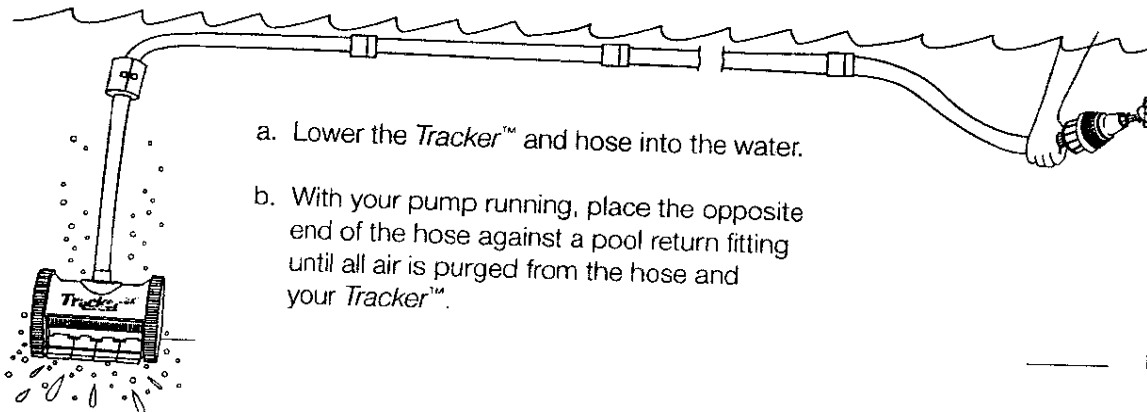 a. Lower the Tracker™ and hose into the water.
b. With your pump running, place the opposite
end of the hose against a pool return fitting
until all air is purged from the hose and
your Tracker™.